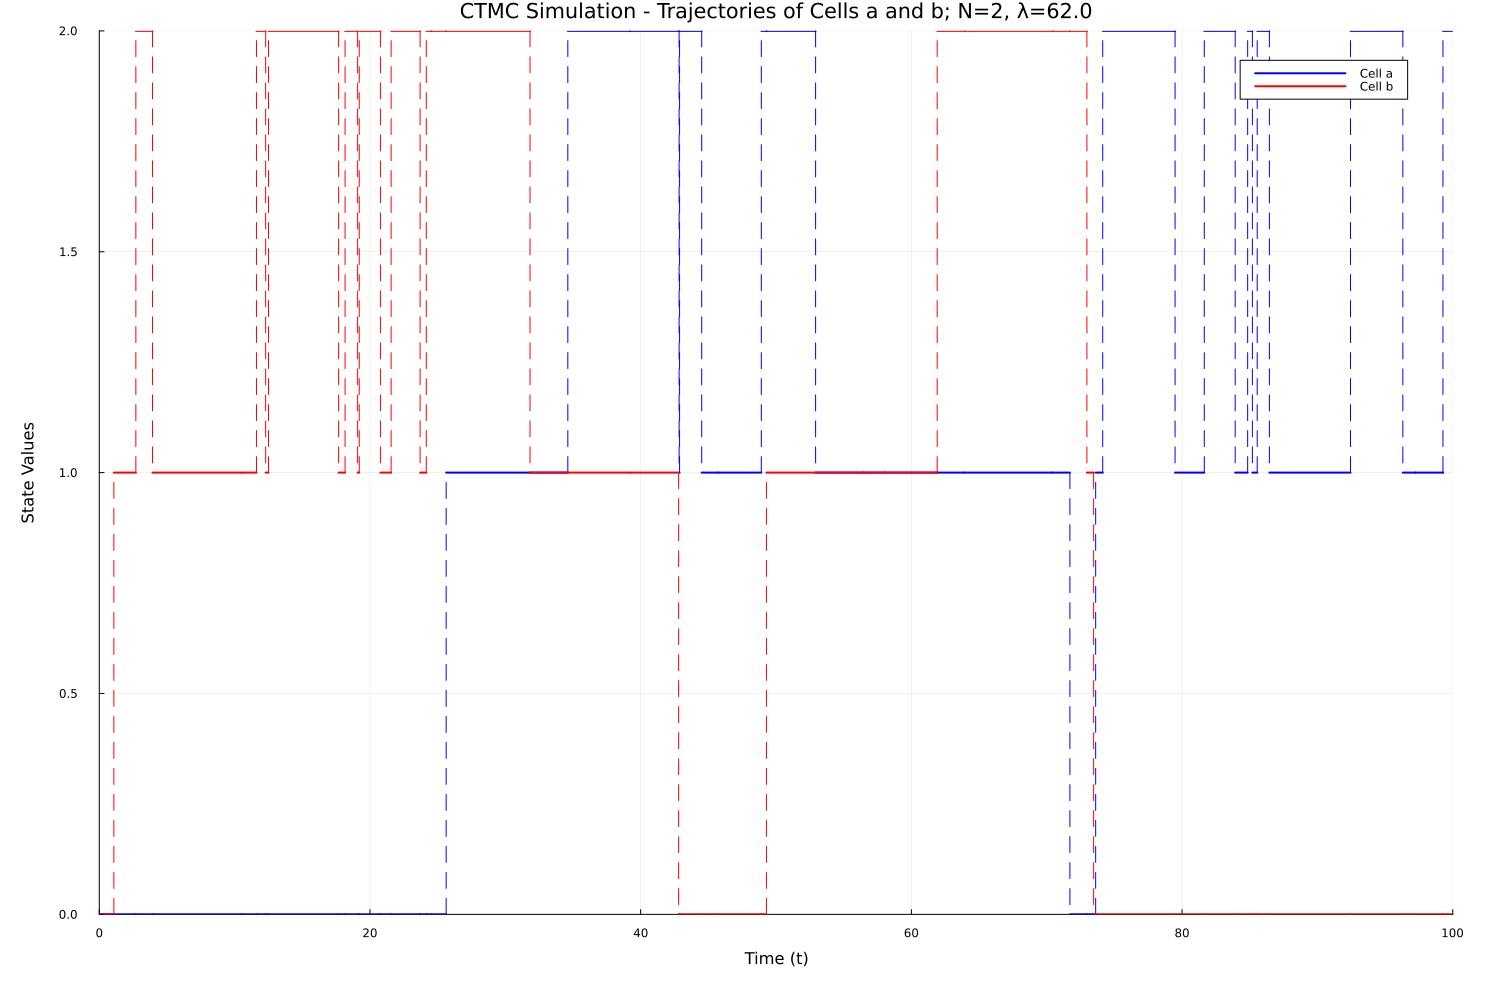 CTMC Simulation - Trajectories of Cells a and b; N=2, λ=62.0
2.0
Cell a
Cell b
1.5
1.0
State Values
0.5
0.0
0 20 40 60 80 100
Time (t)